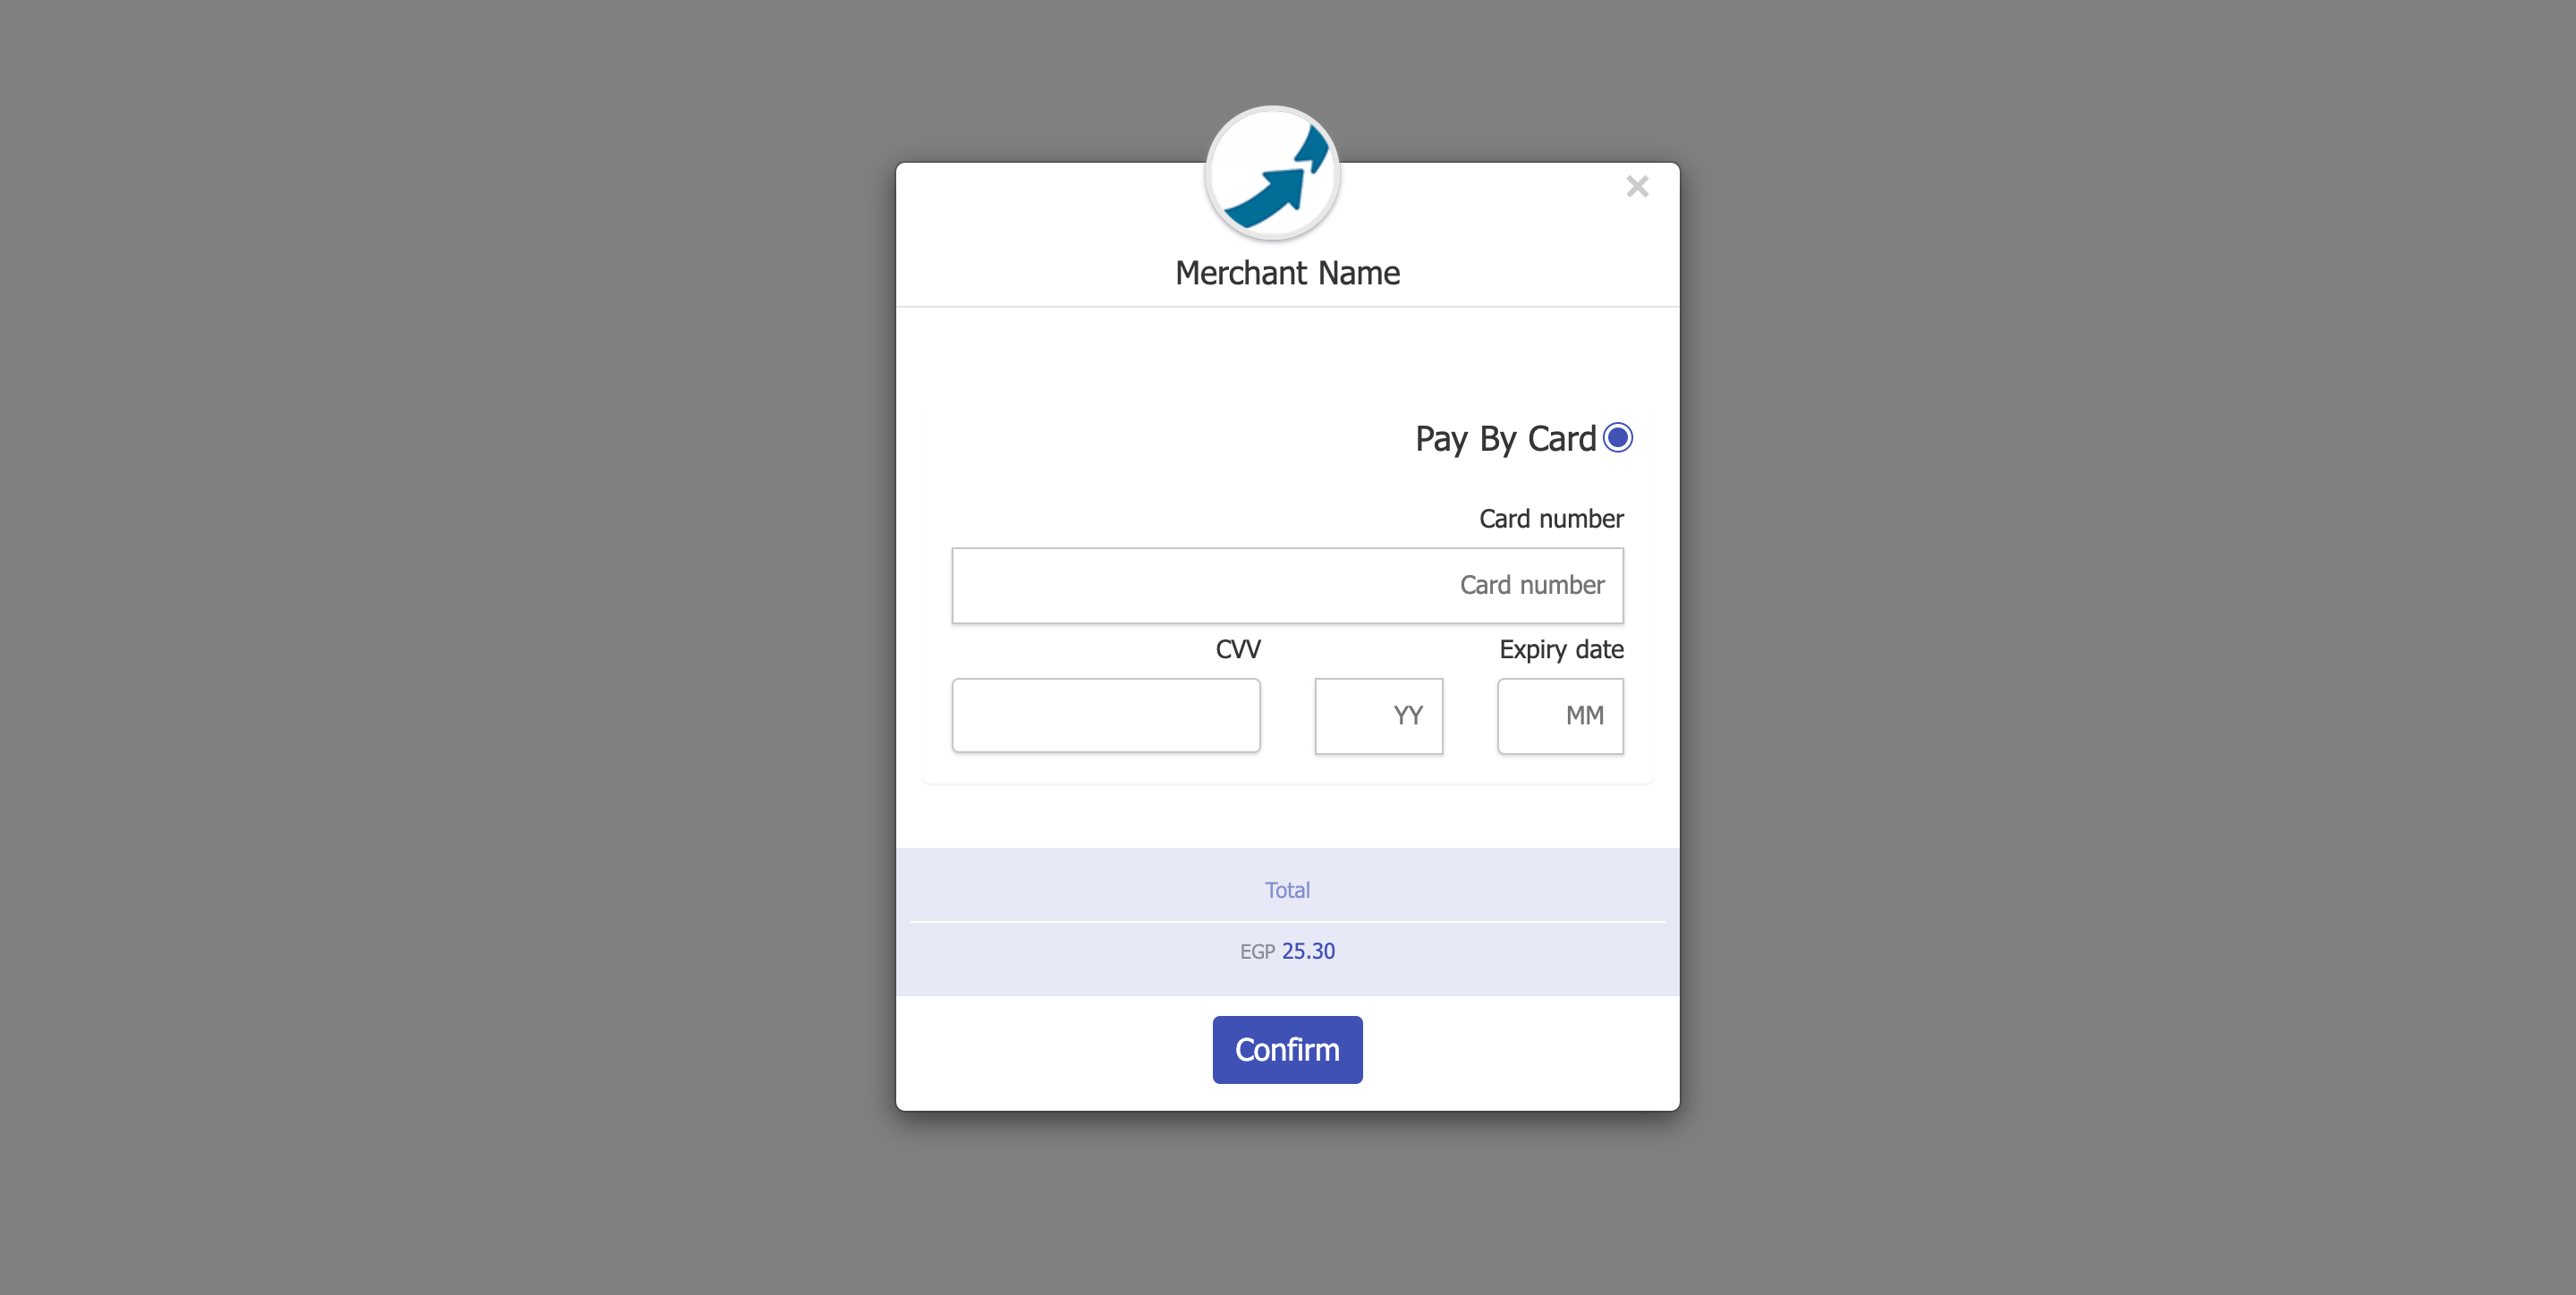 Merchant Name
Pay By Card
Card number
Card number
Expiry date
CVV
MM
YY
Total
EGP 25.30
Confirm